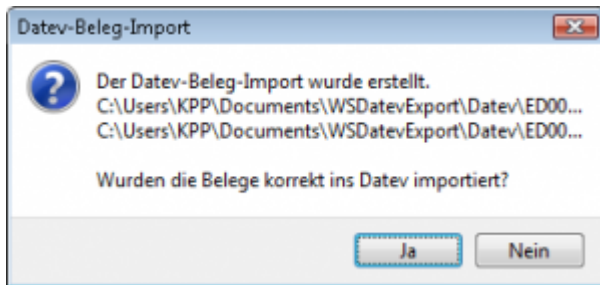 Datev-Beleg-Import
Der Datev-Beleg-Import wurde erstellt.
C:\Users\KPP\Documents\WSDatevExport\Datev\ED00...
C:\Users\KPP\Documents\WSDatevExport\Datev\ED00...
Wurden die Belege korrekt ins Datev importiert?
Ja
Nein